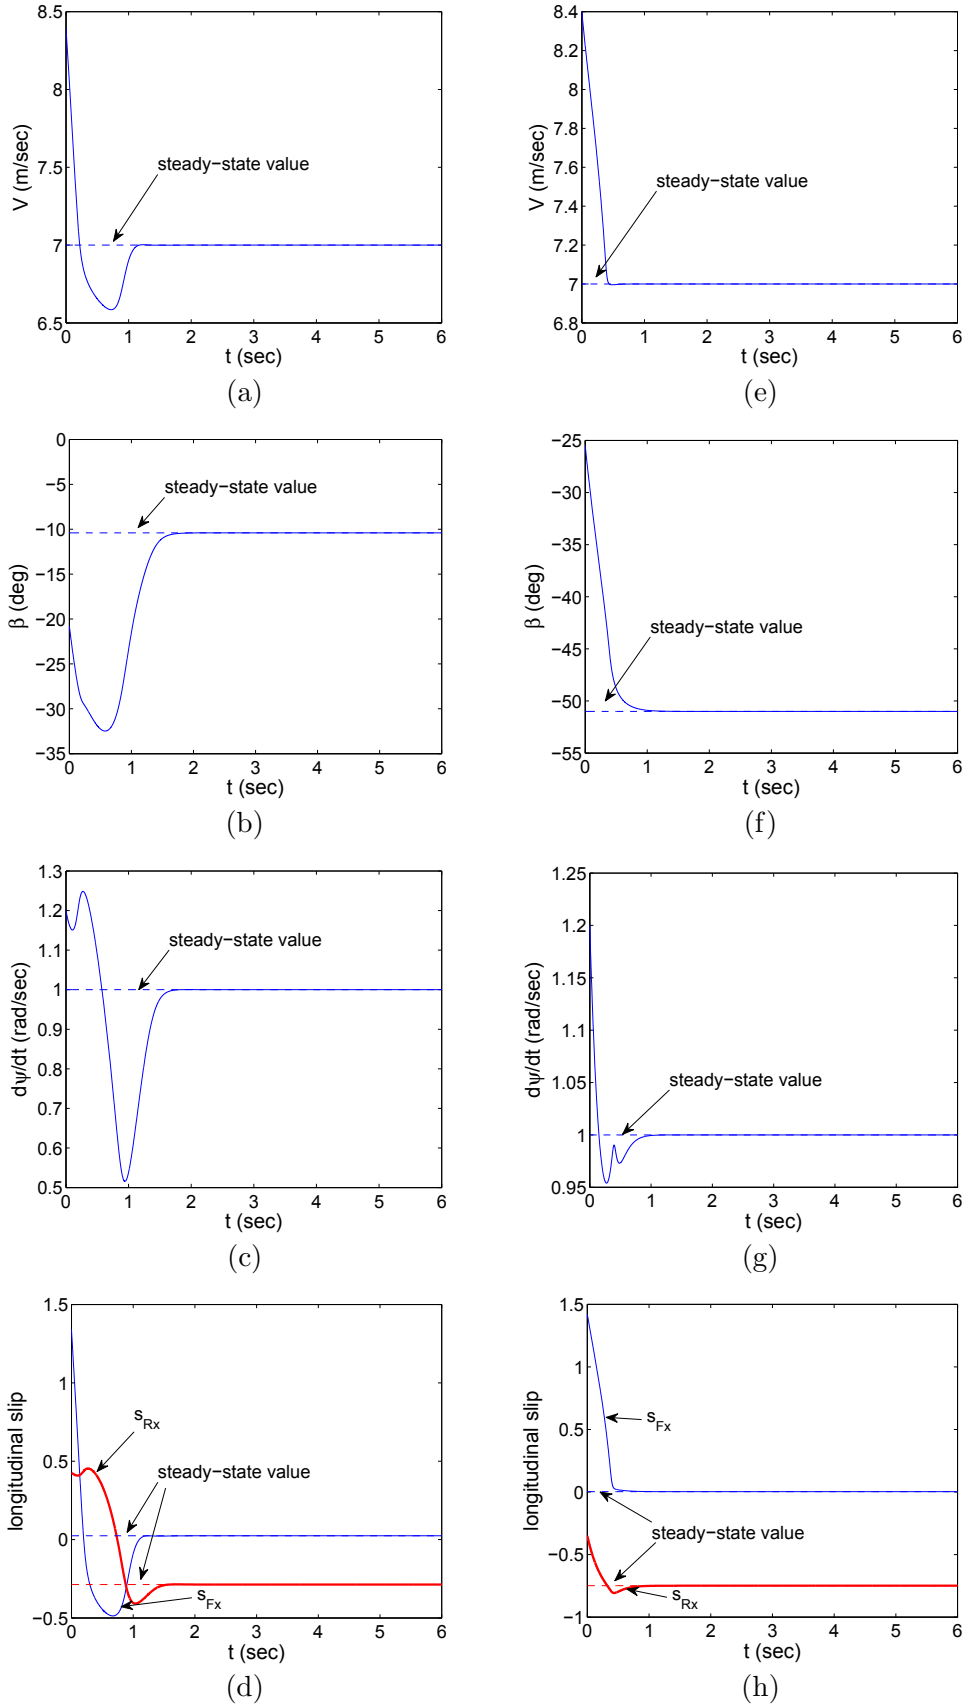 8.5
8
7.5
7
6.5
V (m/sec)
steady−state value
0 1 2 3 4 5 6
t (sec)
(a)
8.4
8.2
8
7.8
7.6
7.4
7.2
7
6.8
V (m/sec)
steady−state value
0 1 2 3 4 5 6
t (sec)
(e)
0
−5
−10
−15
−20
−25
−30
−35
β (deg)
steady−state value
0 1 2 3 4 5 6
t (sec)
(b)
−25
−30
−35
−40
−45
−50
−55
β (deg)
steady−state value
0 1 2 3 4 5 6
t (sec)
(f)
1.3
1.2
1.1
1
0.9
0.8
0.7
0.6
0.5
dψ/dt (rad/sec)
steady−state value
0 1 2 3 4 5 6
t (sec)
(c)
1.25
1.2
1.15
1.1
1.05
1
0.95
dψ/dt (rad/sec)
steady−state value
0 1 2 3 4 5 6
t (sec)
(g)
1.5
1
0.5
0
−0.5
longitudinal slip
s_Rx
steady−state value
s_Fx
0 1 2 3 4 5 6
t (sec)
(d)
1.5
1
0.5
0
−0.5
−1
longitudinal slip
s_Fx
steady−state value
s_Rx
0 1 2 3 4 5 6
t (sec)
(h)